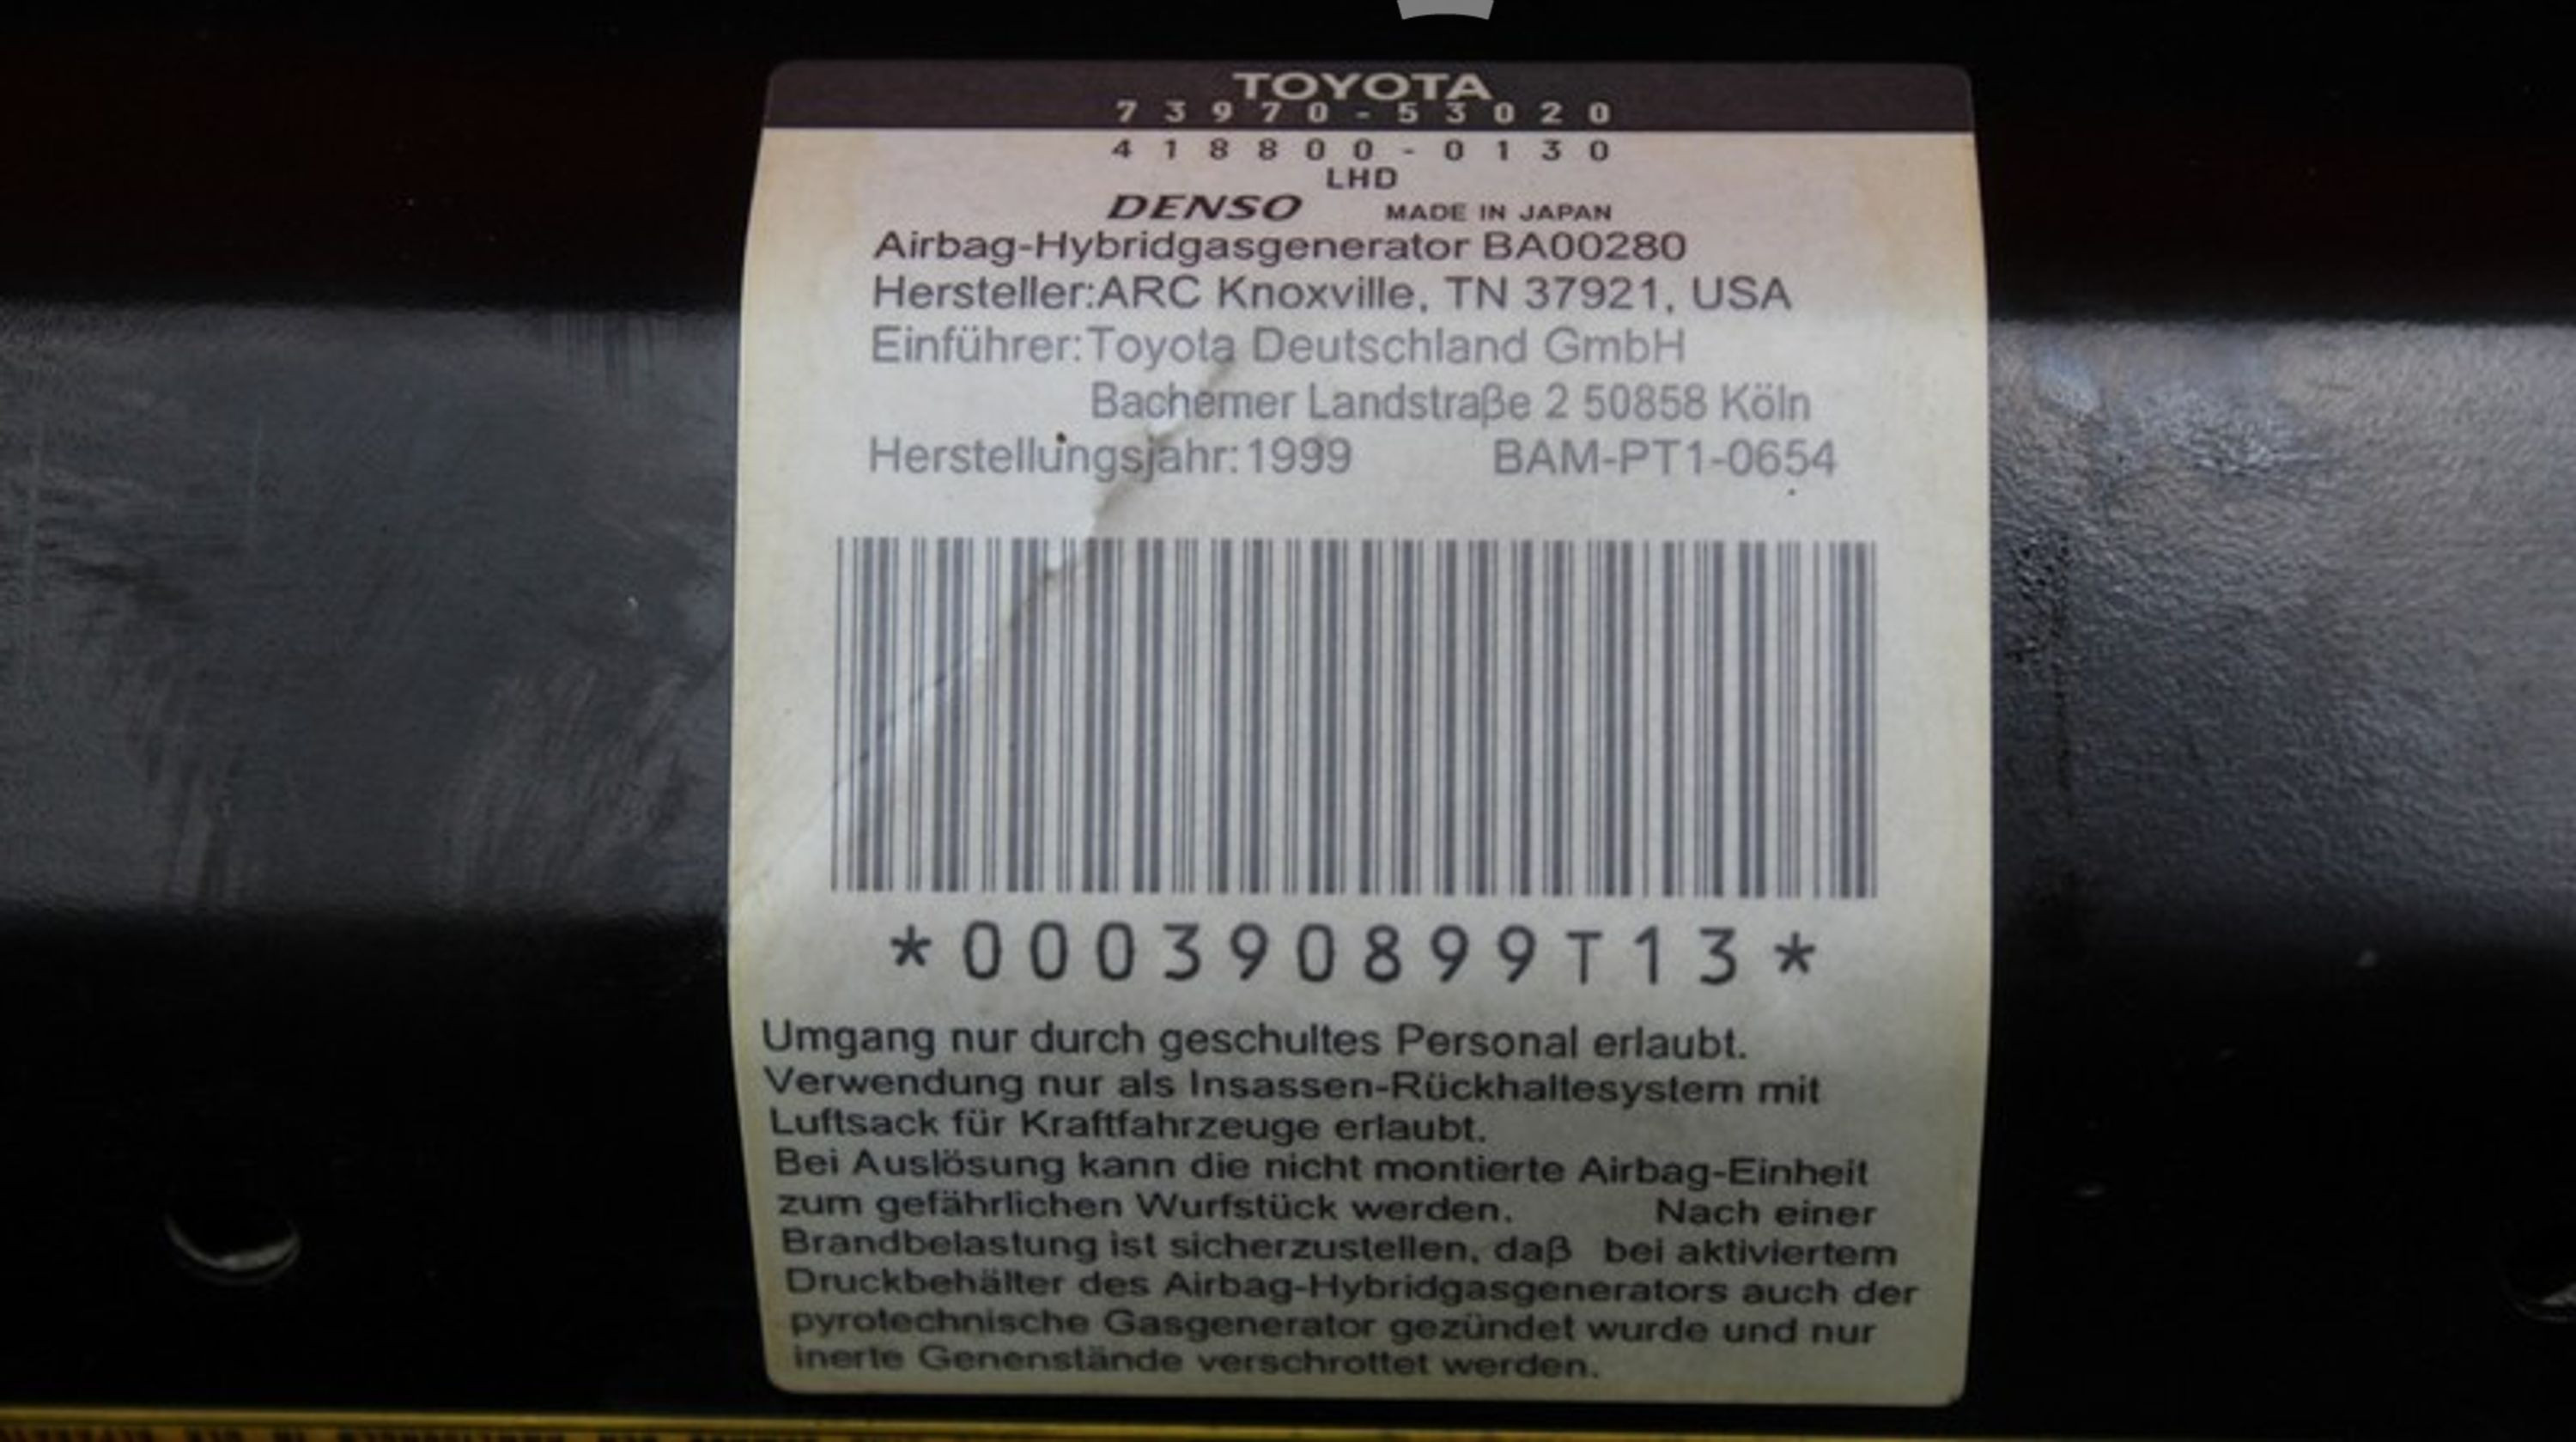 TOYOTA
73970-53020
418800-0130
LHD
DENSO MADE IN JAPAN
Airbag-Hybridgasgenerator BA00280
Hersteller:ARC Knoxville, TN 37921, USA
Einführer:Toyota Deutschland GmbH
Bachemer Landstraße 2 50858 Köln
Herstellungsjahr:1999 BAM-PT1-0654
*000390899T13*
Umgang nur durch geschultes Personal erlaubt.
Verwendung nur als Insassen-Rückhaltesystem mit
Luftsack für Kraftfahrzeuge erlaubt.
Bei Auslösung kann die nicht montierte Airbag-Einheit
zum gefährlichen Wurfstück werden. Nach einer
Brandbelastung ist sicherzustellen, daß bei aktiviertem
Druckbehälter des Airbag-Hybridgasgenerators auch der
pyrotechnische Gasgenerator gezündet wurde und nur
inerte Genenstände verschrottet werden.